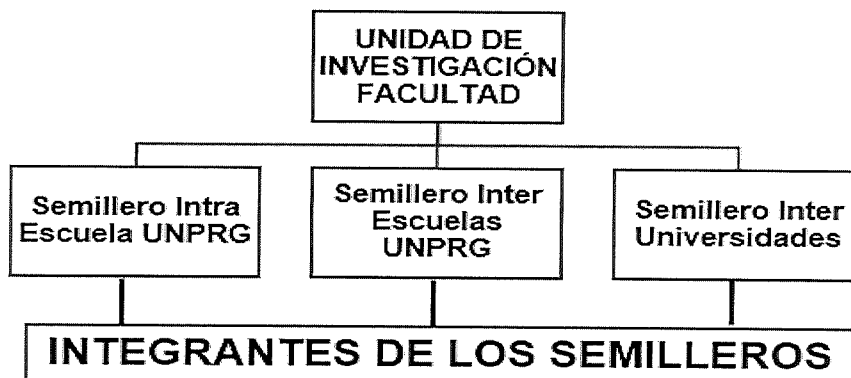 UNIDAD DE
INVESTIGACIÓN
FACULTAD
Semillero Intra
Escuela UNPRG
Semillero Inter
Escuelas
UNPRG
Semillero Inter
Universidades
INTEGRANTES DE LOS SEMILLEROS